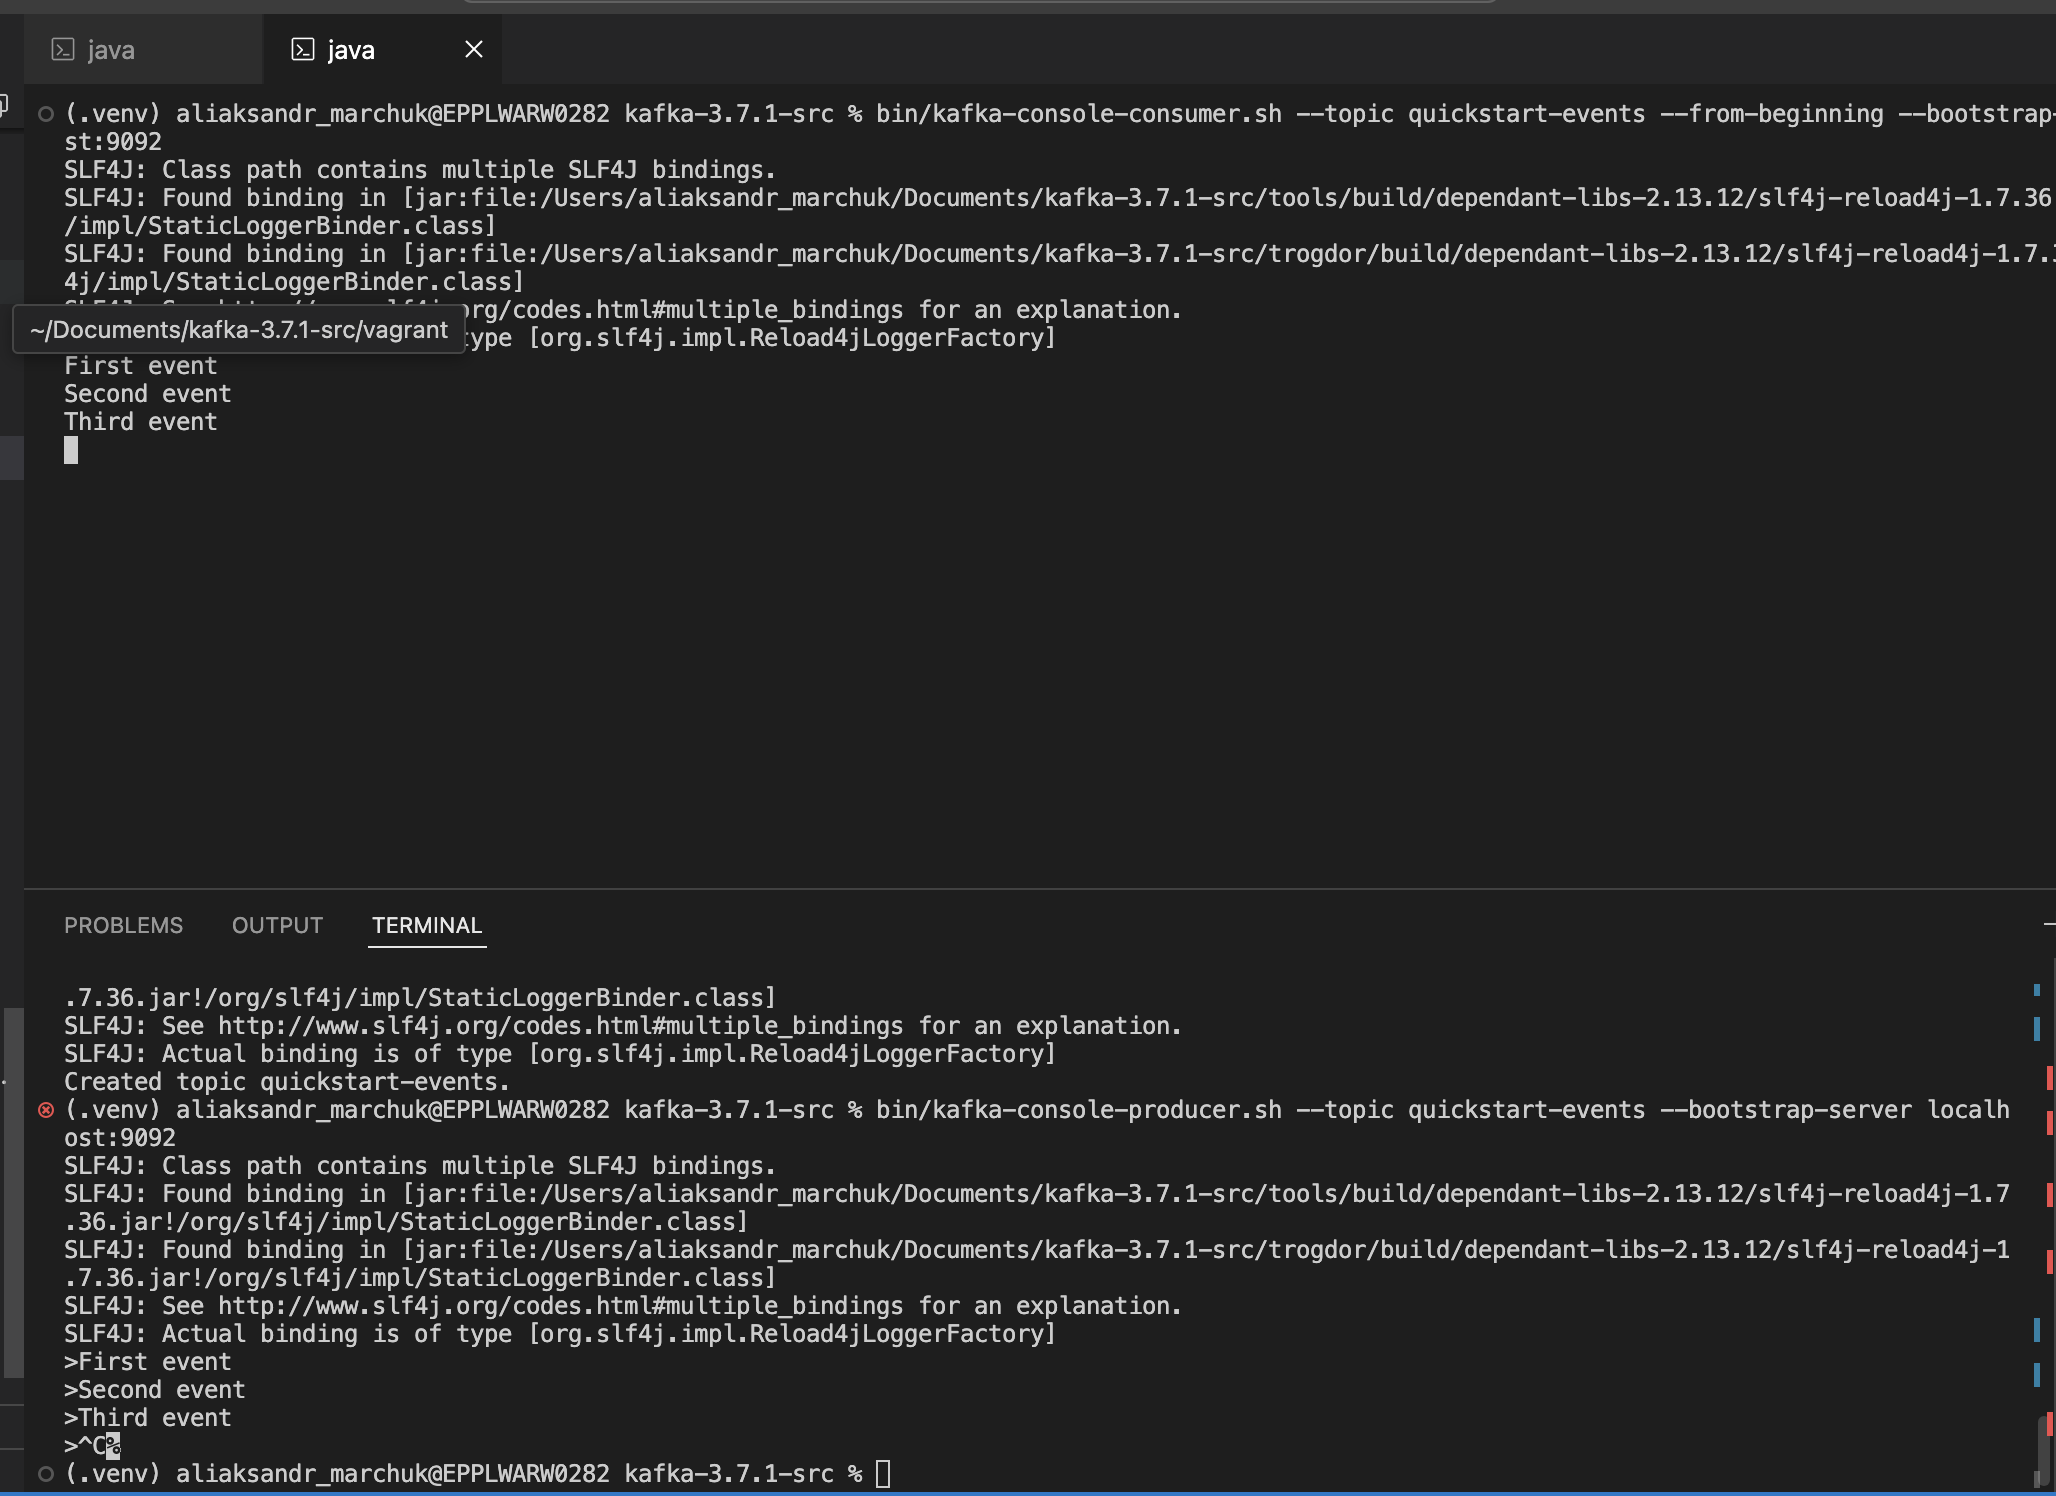 java
java
(.venv) aliaksandr_marchuk@EPPLWARW0282 kafka-3.7.1-src % bin/kafka-console-consumer.sh --topic quickstart-events --from-beginning --bootstrap-
st:9092
SLF4J: Class path contains multiple SLF4J bindings.
SLF4J: Found binding in [jar:file:/Users/aliaksandr_marchuk/Documents/kafka-3.7.1-src/tools/build/dependant-libs-2.13.12/slf4j-reload4j-1.7.36
/impl/StaticLoggerBinder.class]
SLF4J: Found binding in [jar:file:/Users/aliaksandr_marchuk/Documents/kafka-3.7.1-src/trogdor/build/dependant-libs-2.13.12/slf4j-reload4j-1.7.
4j/impl/StaticLoggerBinder.class]
rg/codes.html#multiple_bindings for an explanation.
~/Documents/kafka-3.7.1-src/vagrant
type [org.slf4j.impl.Reload4jLoggerFactory]
First event
Second event
Third event
PROBLEMS
OUTPUT
TERMINAL
.7.36.jar!/org/slf4j/impl/StaticLoggerBinder.class]
SLF4J: See http://www.slf4j.org/codes.html#multiple_bindings for an explanation.
SLF4J: Actual binding is of type [org.slf4j.impl.Reload4jLoggerFactory]
Created topic quickstart-events.
(.venv) aliaksandr_marchuk@EPPLWARW0282 kafka-3.7.1-src % bin/kafka-console-producer.sh --topic quickstart-events --bootstrap-server localh
ost:9092
SLF4J: Class path contains multiple SLF4J bindings.
SLF4J: Found binding in [jar:file:/Users/aliaksandr_marchuk/Documents/kafka-3.7.1-src/tools/build/dependant-libs-2.13.12/slf4j-reload4j-1.7
.36.jar!/org/slf4j/impl/StaticLoggerBinder.class]
SLF4J: Found binding in [jar:file:/Users/aliaksandr_marchuk/Documents/kafka-3.7.1-src/trogdor/build/dependant-libs-2.13.12/slf4j-reload4j-1
.7.36.jar!/org/slf4j/impl/StaticLoggerBinder.class]
SLF4J: See http://www.slf4j.org/codes.html#multiple_bindings for an explanation.
SLF4J: Actual binding is of type [org.slf4j.impl.Reload4jLoggerFactory]
>First event
>Second event
>Third event
>^C%
(.venv) aliaksandr_marchuk@EPPLWARW0282 kafka-3.7.1-src %